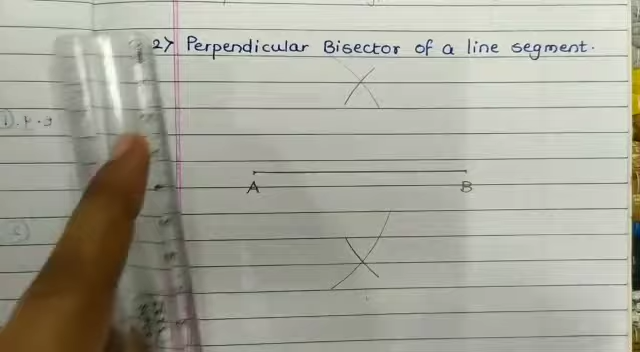 2) Perpendicular Bisector of a line segment.
A B